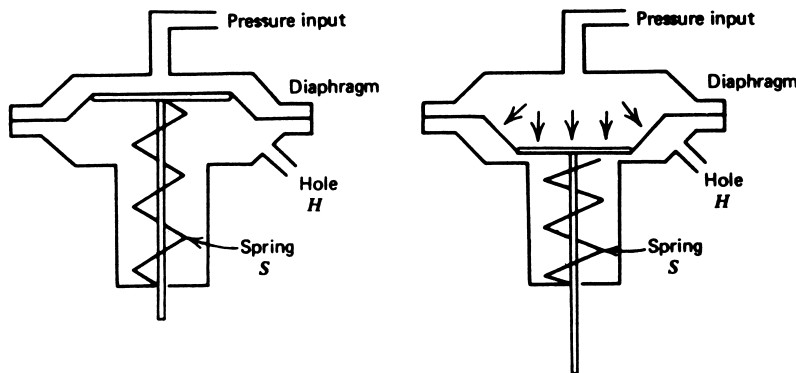 Pressure input
Diaphragm
Hole
H
Spring
S
Pressure input
Diaphragm
Hole
H
Spring
S